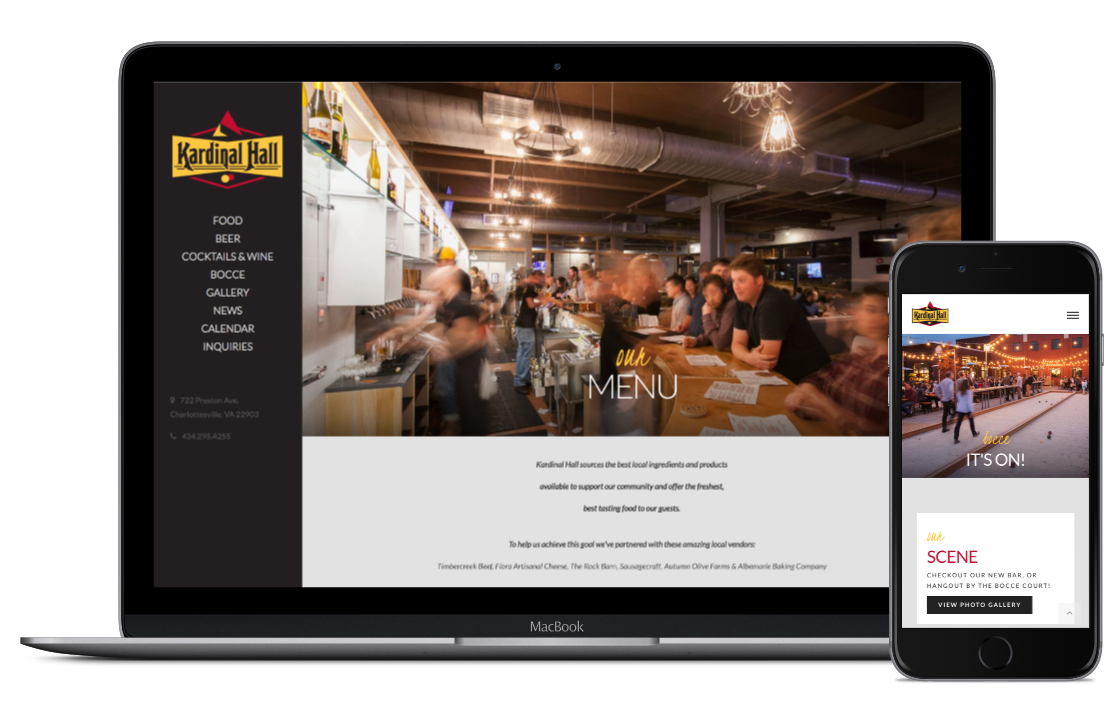 Kardinal Hall
FOOD
BEER
COCKTAILS & WINE
BOCCE
GALLERY
NEWS
CALENDAR
INQUIRIES
722 Preston Ave,
Charlottesville, VA 22903
434.295.4255
our
MENU
Kardinal Hall sources the best local ingredients and products
available to support our community and offer the freshest,
best tasting food to our guests.
To help us achieve this goal we've partnered with these amazing local vendors:
Timbercreek Beef, Flora Artisanal Cheese, The Rock Barn, Sausagecraft, Autumn Olive Farms & Albemarle Baking Company
MacBook
Kardinal Hall
bocce
IT'S ON!
our
SCENE
CHECKOUT OUR NEW BAR, OR
HANGOUT BY THE BOCCE COURT!
VIEW PHOTO GALLERY